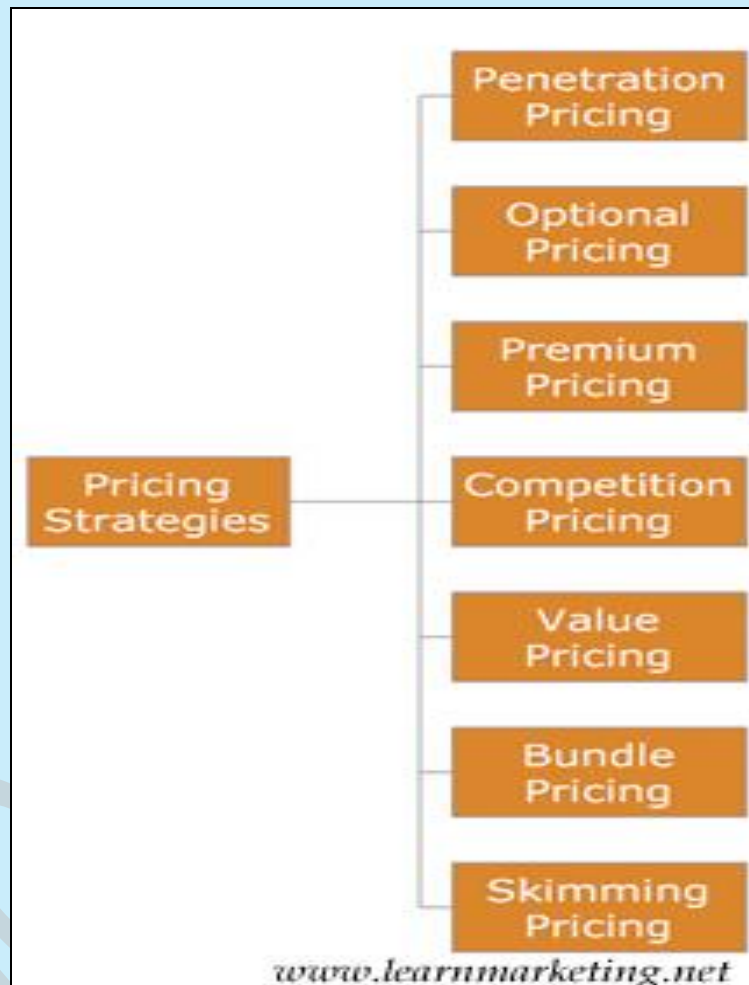 Penetration
Pricing
Optional
Pricing
Premium
Pricing
Pricing
Strategies
Competition
Pricing
Value
Pricing
Bundle
Pricing
Skimming
Pricing
www.learnmarketing.net